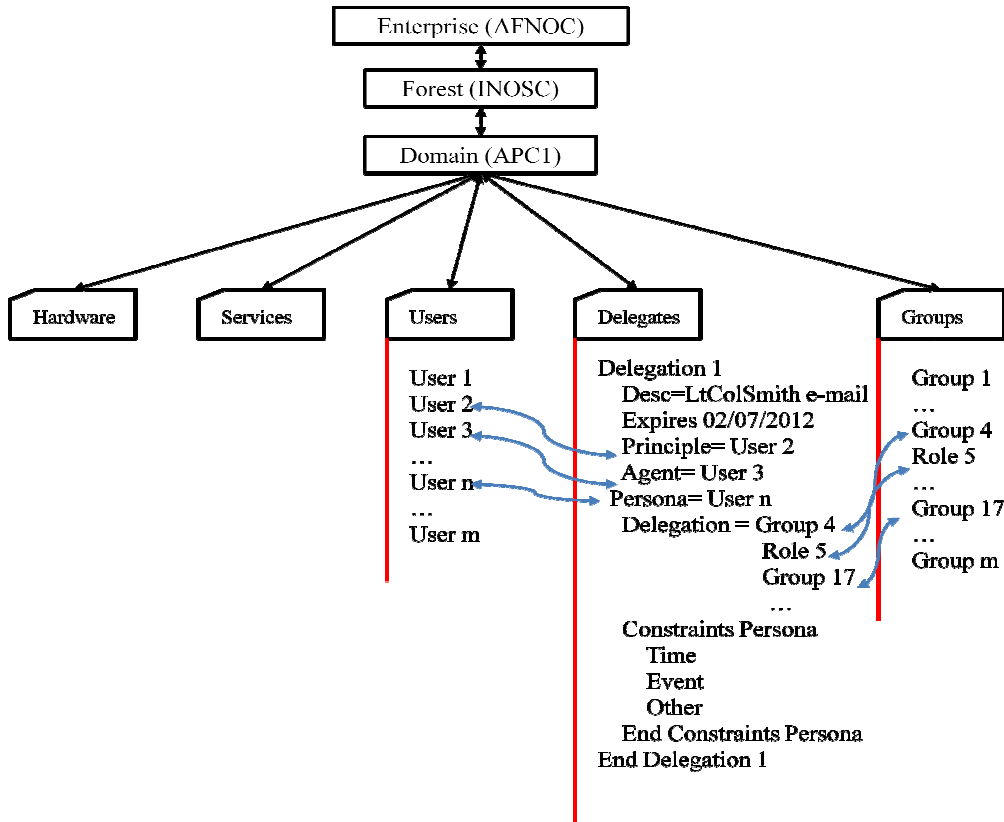 Enterprise (AFNOC)
Forest (INOSC)
Domain (APC1)
Hardware
Services
Users
Delegates
Groups
User 1
User 2
User 3
...
User n
...
User m
Delegation 1
Desc=LtColSmith e-mail
Expires 02/07/2012
Principle= User 2
Agent= User 3
Persona= User n
Delegation = Group 4
Role 5
Group 17
...
Constraints Persona
Time
Event
Other
End Constraints Persona
End Delegation 1
Group 1
...
Group 4
Role 5
...
Group 17
...
Group m